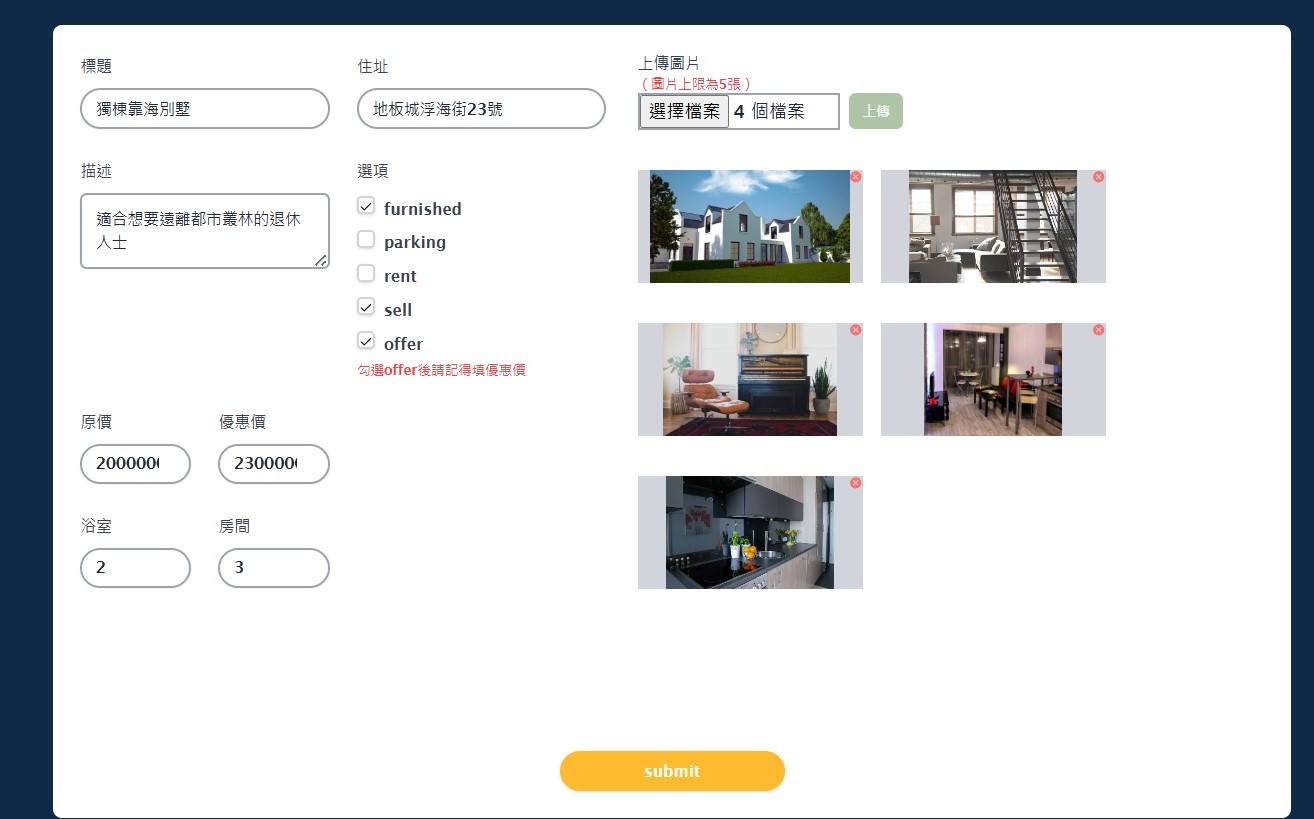 標題
獨棟靠海別墅
住址
地板城浮海街23號
描述
適合想要遠離都市叢林的退休
人士
選項
furnished
parking
rent
sell
offer
勾選offer後請記得填優惠價
原價
優惠價
2000000
2300000
浴室
房間
2
3
上傳圖片
（圖片上限為5張）
選擇檔案
4 個檔案
上傳
submit